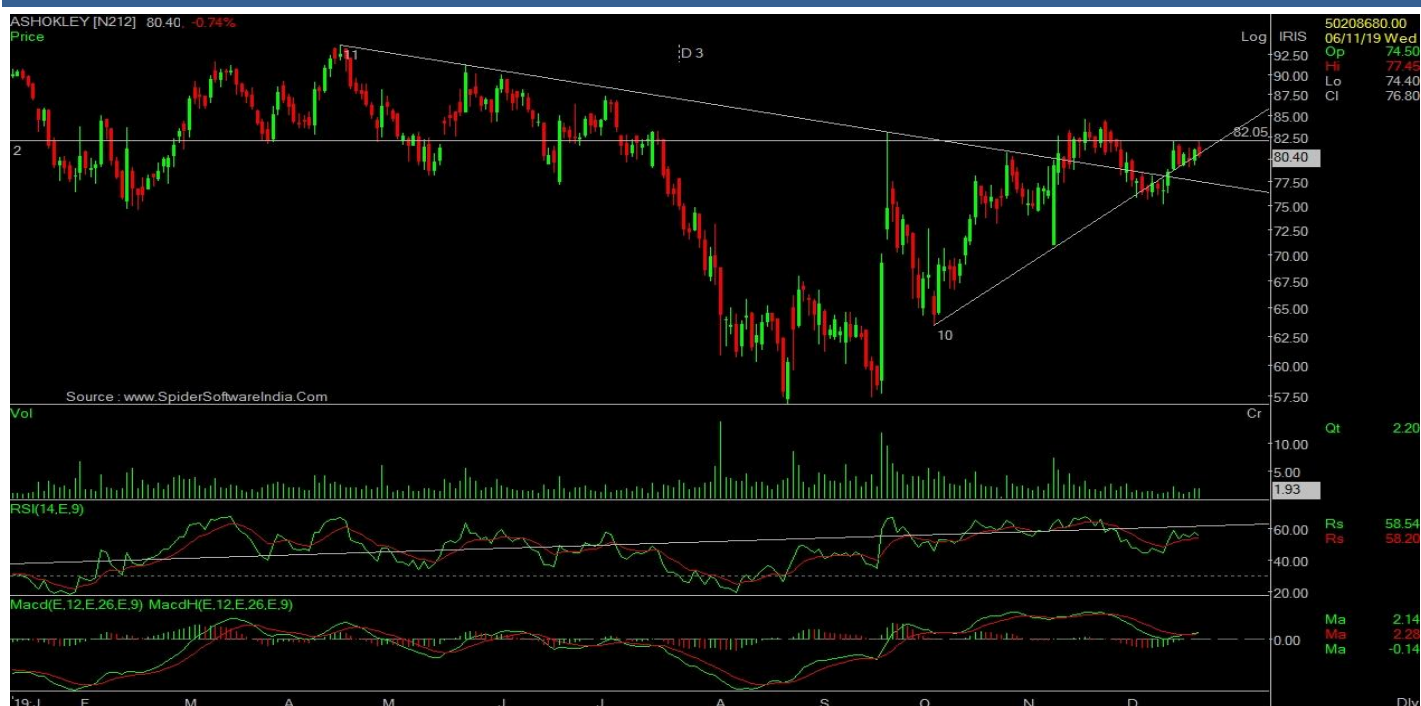 ASHOKLEY [N212] 80.40, -0.74%
Price
11
D 3
Log
IRIS
50208680.00
06/11/19 Wed
Op 74.50
Hi 77.45
Lo 74.40
Cl 76.80
92.50
90.00
87.50
85.00
82.50
80.40
77.50
75.00
72.50
70.00
67.50
65.00
62.50
60.00
57.50
82.05
2
10
Source : www.SpiderSoftwareIndia.Com
Vol
Cr
Qt 2.20
10.00
5.00
1.93
RSI(14,E,9)
60.00
40.00
20.00
Rs 58.54
Rs 58.20
Macd(E,12,E,26,E,9) MacdH(E,12,E,26,E,9)
0.00
Ma 2.14
Ma 2.28
Ma -0.14
'19:J F M A M J J A S O N D
Dly